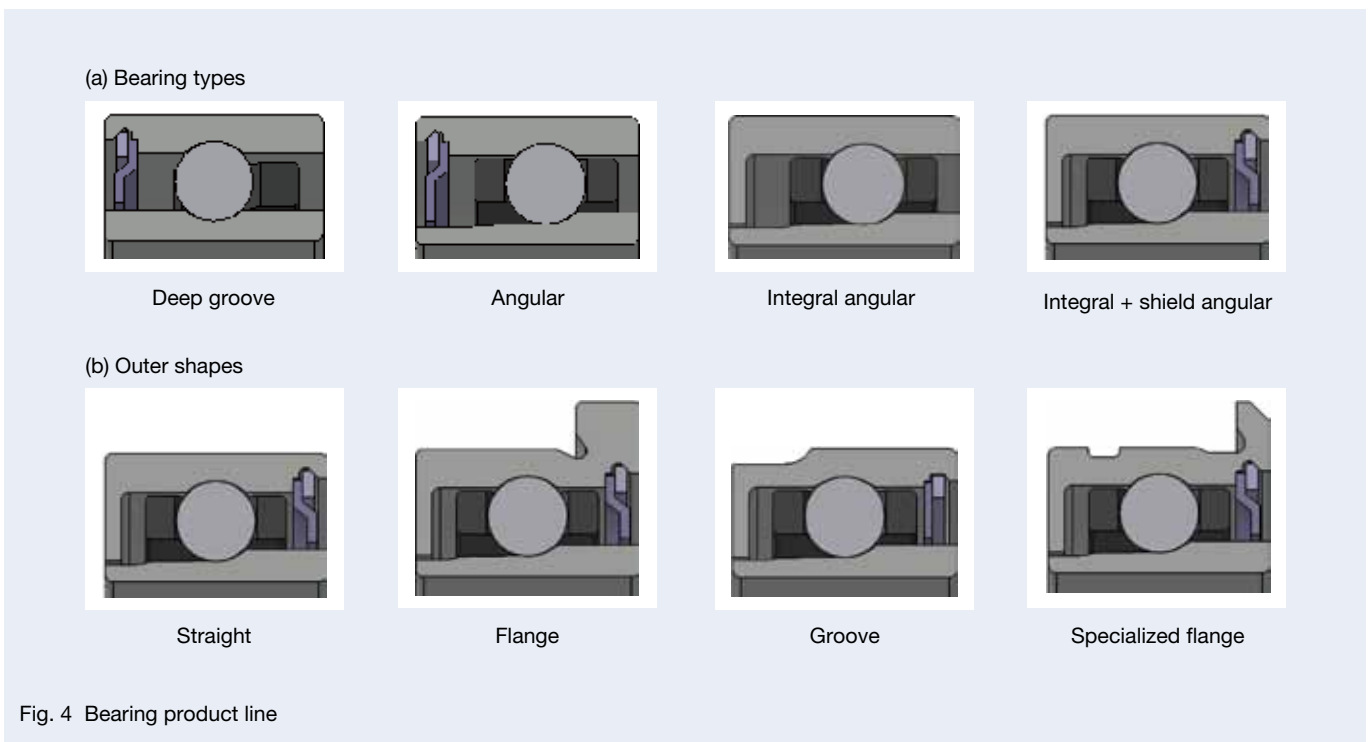 (a) Bearing types
Deep groove
Angular
Integral angular
Integral + shield angular
(b) Outer shapes
Straight
Flange
Groove
Specialized flange
Fig. 4  Bearing product line